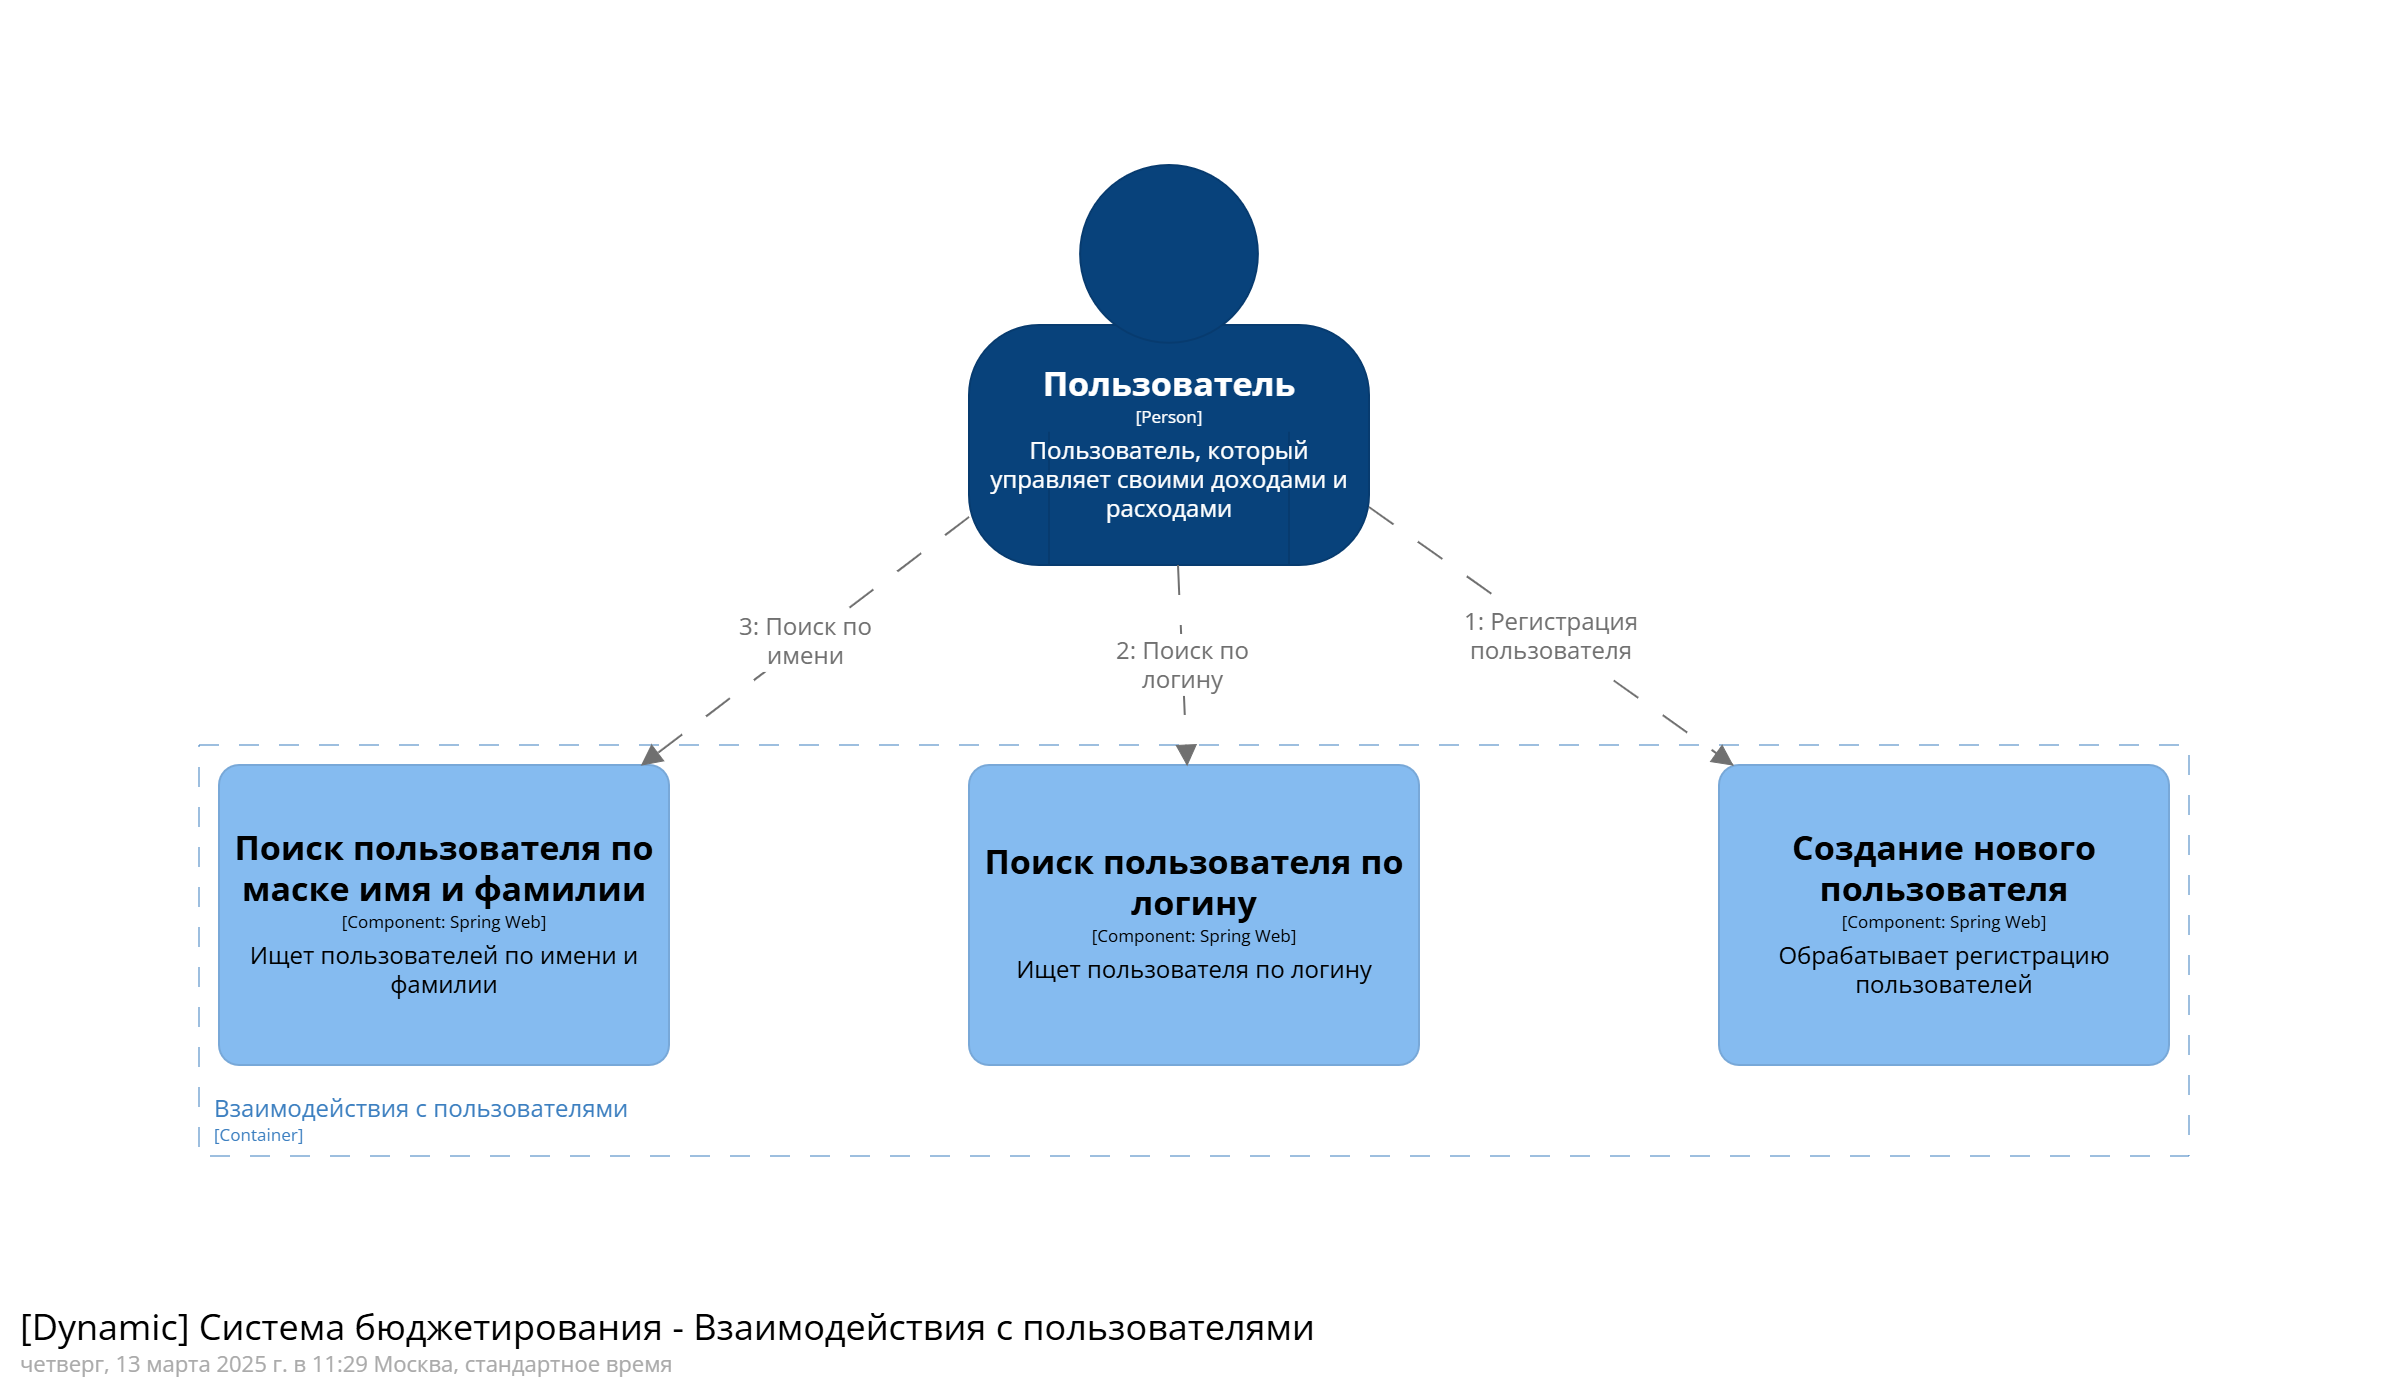 Пользователь
[Person]
Пользователь, который
управляет своими доходами и
расходами
3: Поиск по
имени
2: Поиск по
логину
1: Регистрация
пользователя
Поиск пользователя по
маске имя и фамилии
[Component: Spring Web]
Ищет пользователей по имени и
фамилии
Поиск пользователя по
логину
[Component: Spring Web]
Ищет пользователя по логину
Создание нового
пользователя
[Component: Spring Web]
Обрабатывает регистрацию
пользователей
Взаимодействия с пользователями
[Container]
[Dynamic] Система бюджетирования - Взаимодействия с пользователями
четверг, 13 марта 2025 г. в 11:29 Москва, стандартное время